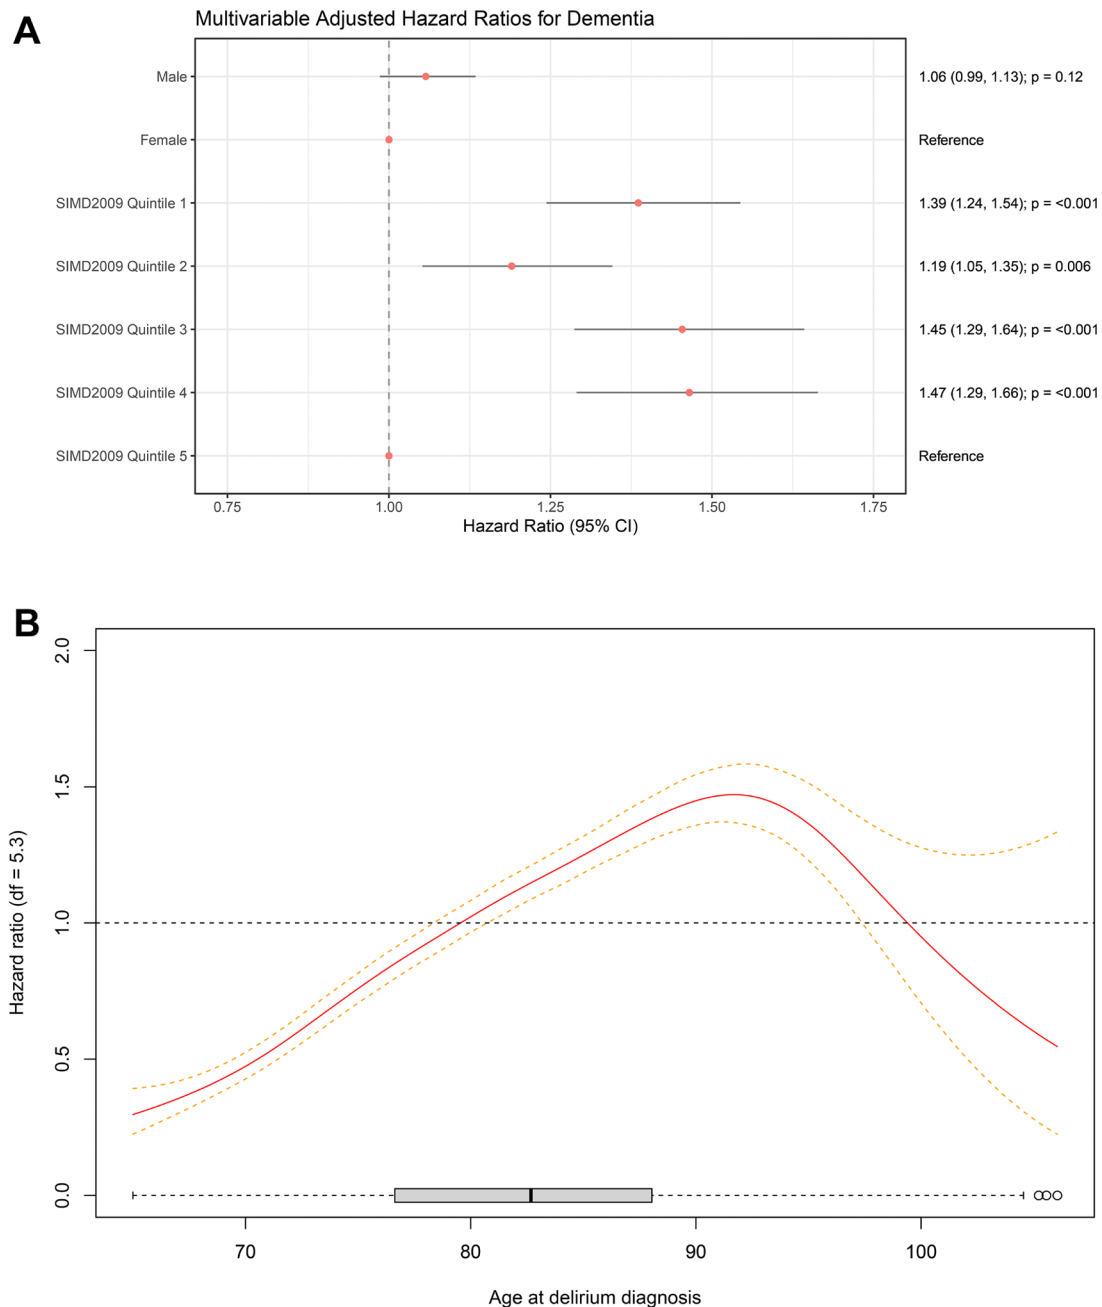 A
Multivariable Adjusted Hazard Ratios for Dementia
Male 1.06 (0.99, 1.13); p = 0.12
Female Reference
SIMD2009 Quintile 1 1.39 (1.24, 1.54); p = <0.001
SIMD2009 Quintile 2 1.19 (1.05, 1.35); p = 0.006
SIMD2009 Quintile 3 1.45 (1.29, 1.64); p = <0.001
SIMD2009 Quintile 4 1.47 (1.29, 1.66); p = <0.001
SIMD2009 Quintile 5 Reference
0.75 1.00 1.25 1.50 1.75
Hazard Ratio (95% CI)
B
Hazard ratio (df = 5.3)
2.0
1.5
1.0
0.5
0.0
70 80 90 100
Age at delirium diagnosis